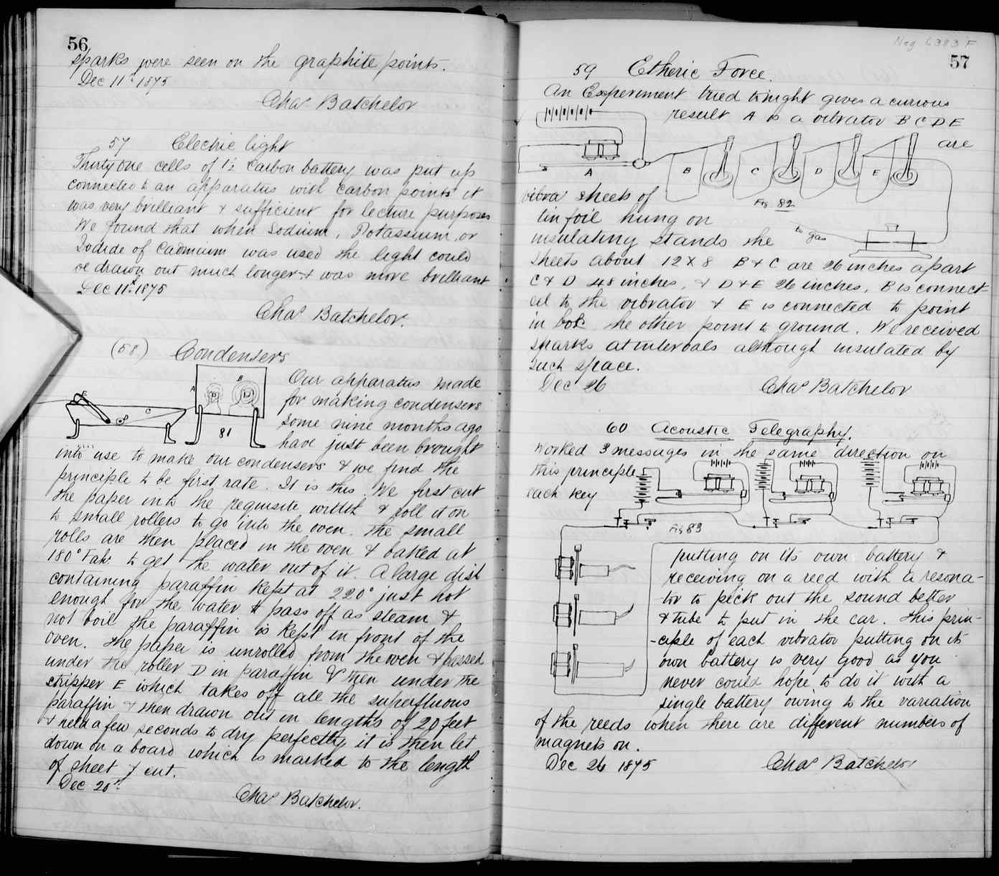 56
sparks were seen on the graphite points.
Dec 11th 1875
Chas Batchelor
57 Electric light
Thirty one cells of 1½ Carbon battery was put up
connected to an apparatus with Carbon points it
was very brilliant & sufficient for lecture purposes
We found that when Sodium, Potassium, or
Iodide of Cadmium was used the light could
be drawn out much longer & was more brilliant
Dec 11th 1875
Chas Batchelor.
(58) Condensers
A B B D
E D C
81
Our apparatus made
for making condensers
some nine months ago
have just been brought
into use to make our condensers & we find the
principle to be first rate. It is this. We first cut
the paper into the requisite width & roll it on
to small rollers to go into the oven. The small
rolls are then placed in the oven & baked at
180° Fah. to get the water out of it. A large dish
containing paraffin kept at 220° just hot
enough for the water to pass off as steam &
not boil the paraffin is kept in front of the
oven. The paper is unrolled from the oven & passed
under the roller D in paraffin & then under the
stripper E which takes off all the superfluous
paraffin & then drawn out in lengths of 20 feet
& held a few seconds to dry perfectly it is then let
down on a board which is marked to the length
of sheet & cut.
Dec 20th
Chas Batchelor.
Neg 6383 F
57
59 Etheric Force.
An Experiment tried tonight gives a curious
result A is a vibrator B C D E
are
A B C D E
Fig 82
to gas
vibra sheets of
tin foil hung on
insulating stands the
sheets about 12 X 8 B & C are 26 inches apart
C & D 48 inches, & D & E 26 inches, B is connect-
ed to the vibrator & E is connected to point
in box the other point to ground. We received
sparks at intervals although insulated by
such space.
Dec 26
Chas Batchelor
60 Acoustic Telegraphy.
Worked 3 messages in the same direction on
this principle
each key
Fig 83
putting on its own battery &
receiving on a reed with a resona-
tor to pick out the sound better
& tube to put in the ear. This prin-
-ciple of each vibrator putting on its
own battery is very good as you
never could hope to do it with a
single battery owing to the variation
of the reeds when there are different numbers of
magnets on.
Dec 26 1875
Chas Batchelor